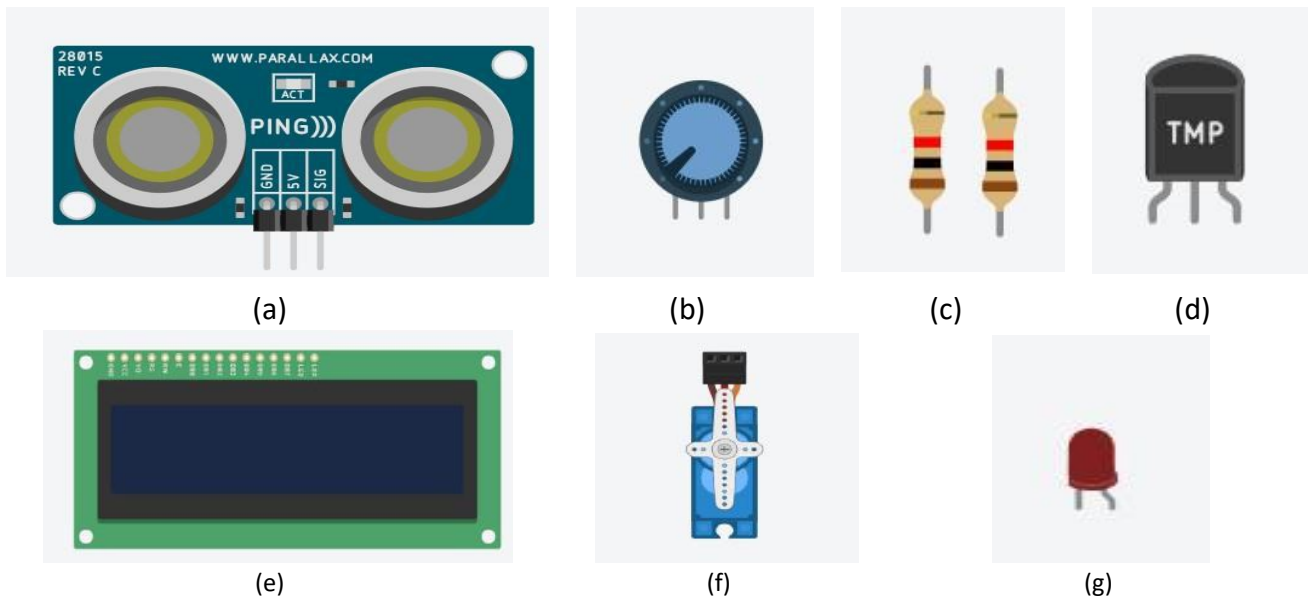 28015
REV C
WWW.PARALLAX.COM
ACT
PING)))
GND
5V
SIG
TMP
(a)
(b)
(c)
(d)
(e)
(f)
(g)